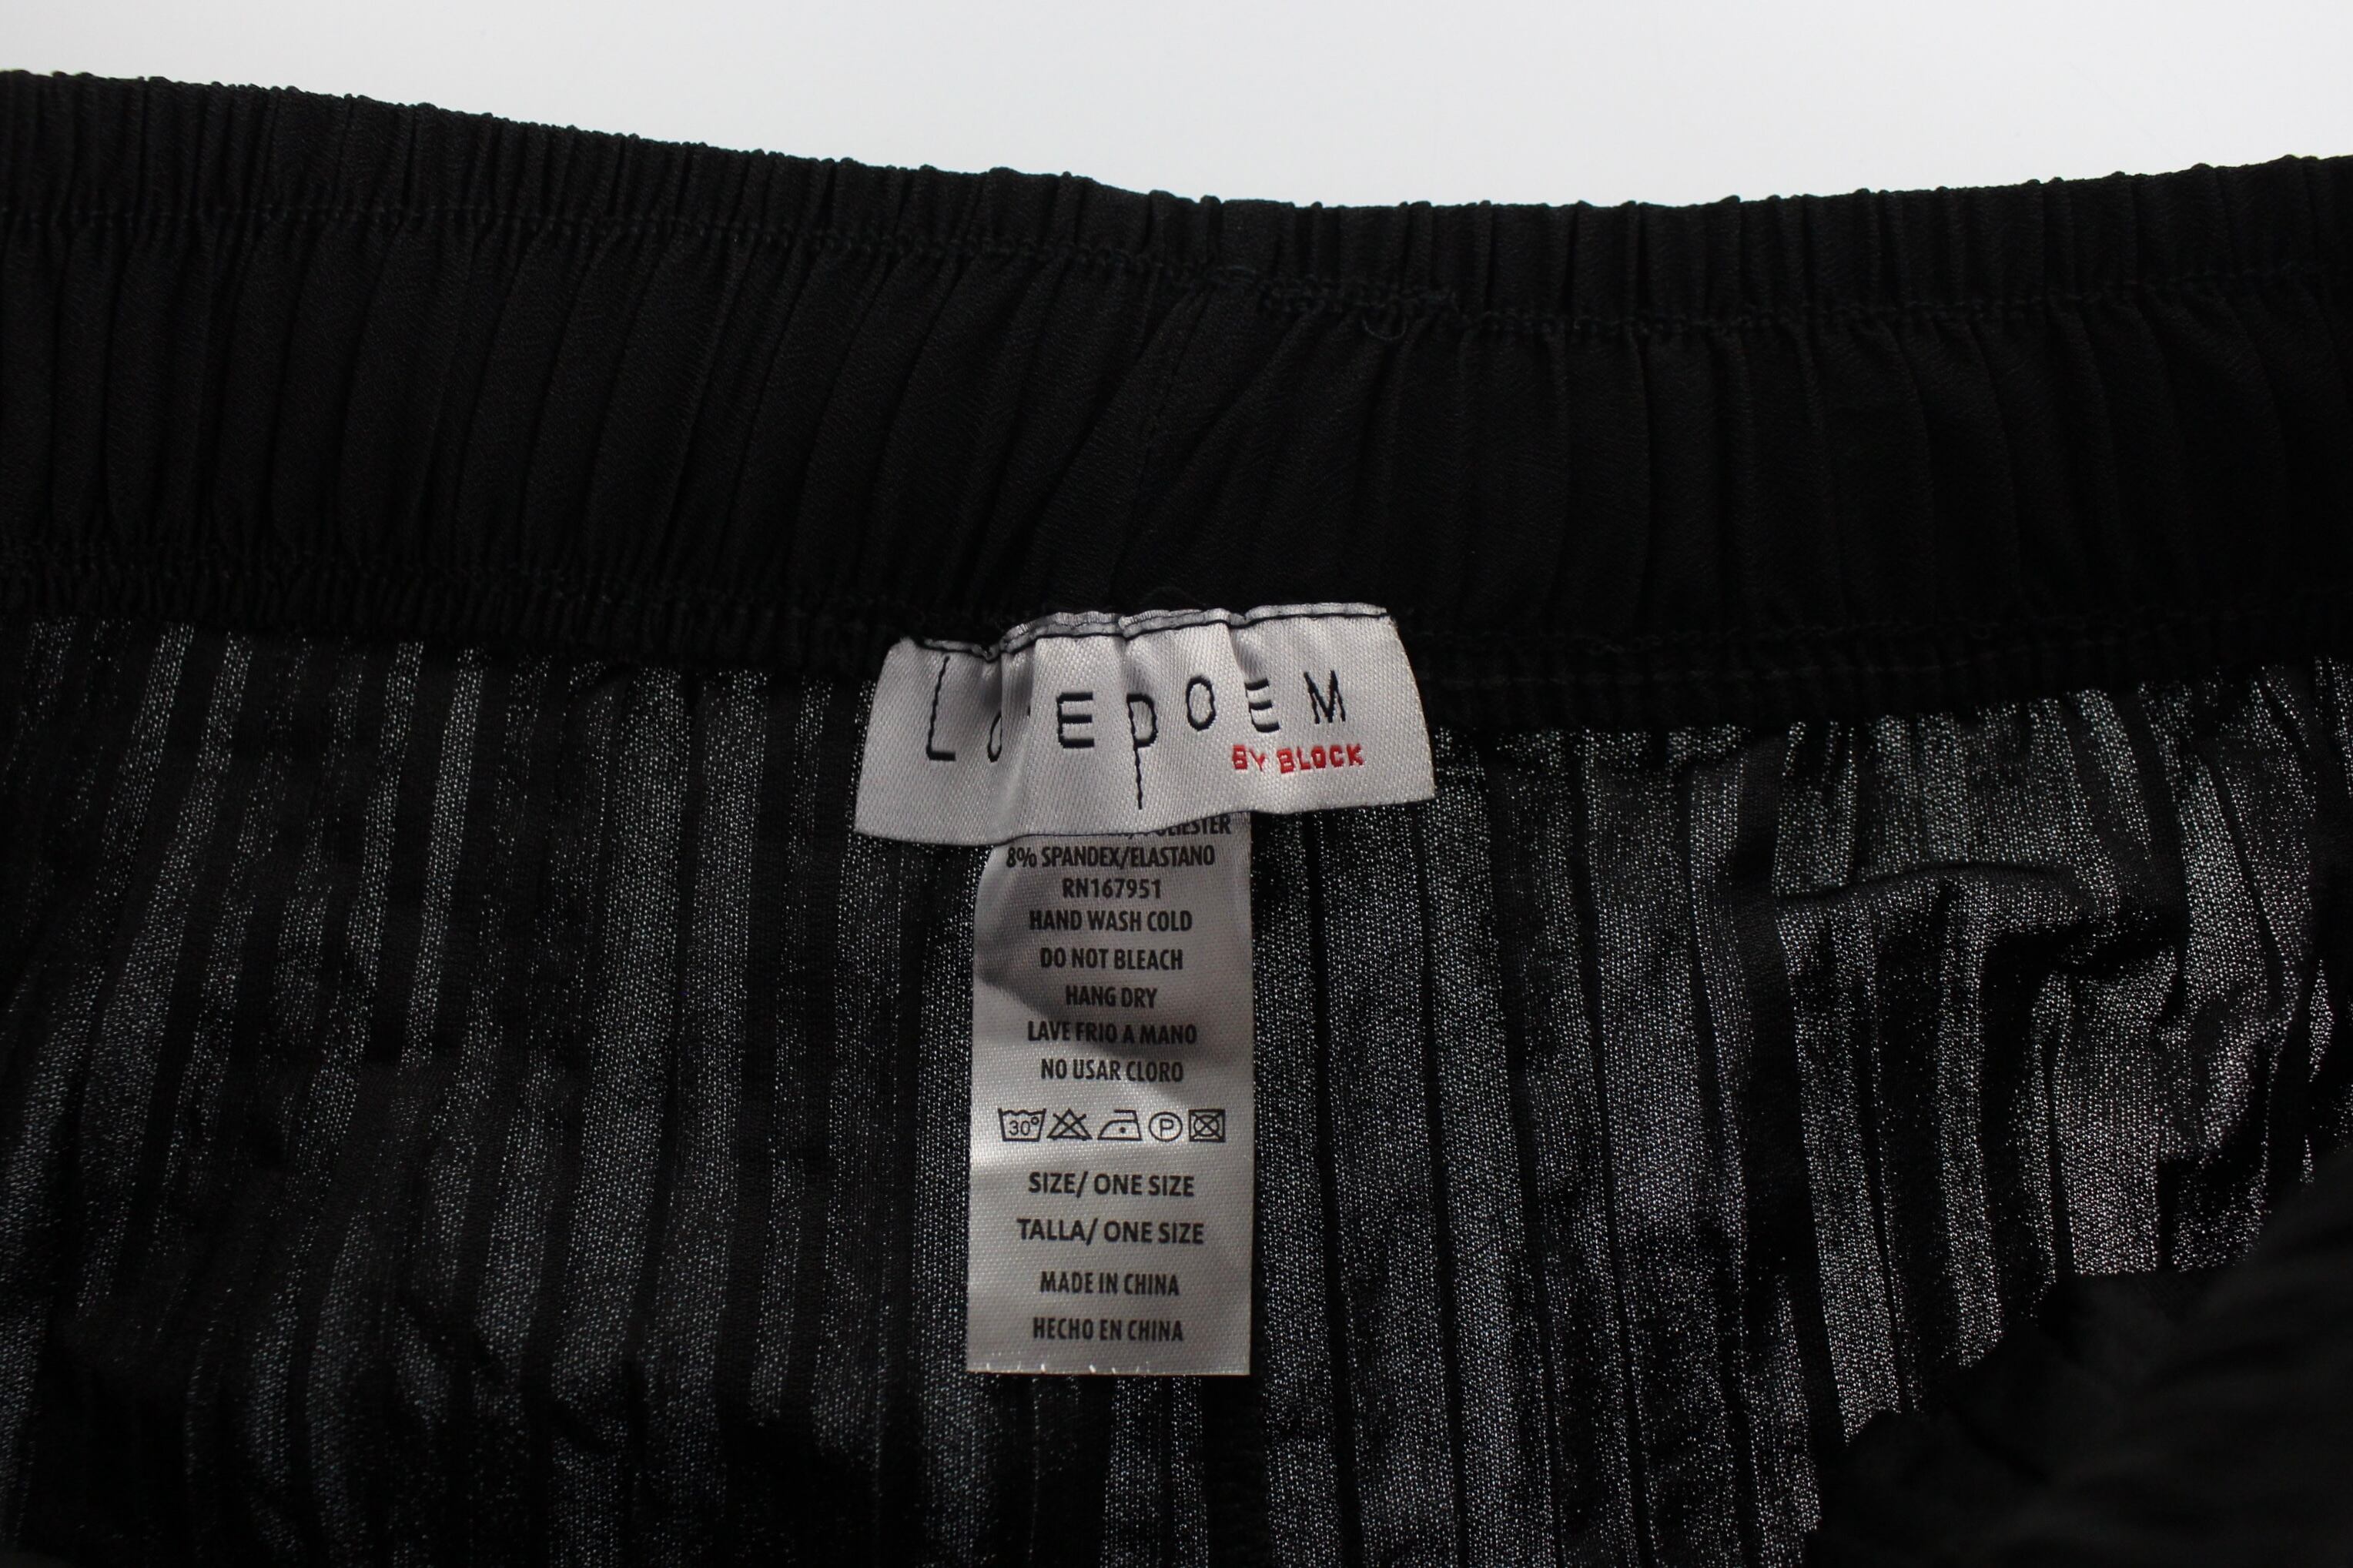 BY BLOCK
8% SPANDEX/ELASTANO
RN167951
HAND WASH COLD
DO NOT BLEACH
HANG DRY
LAVE FRIO A MANO
NO USAR CLORO
30° P
SIZE/ ONE SIZE
TALLA/ ONE SIZE
MADE IN CHINA
HECHO EN CHINA